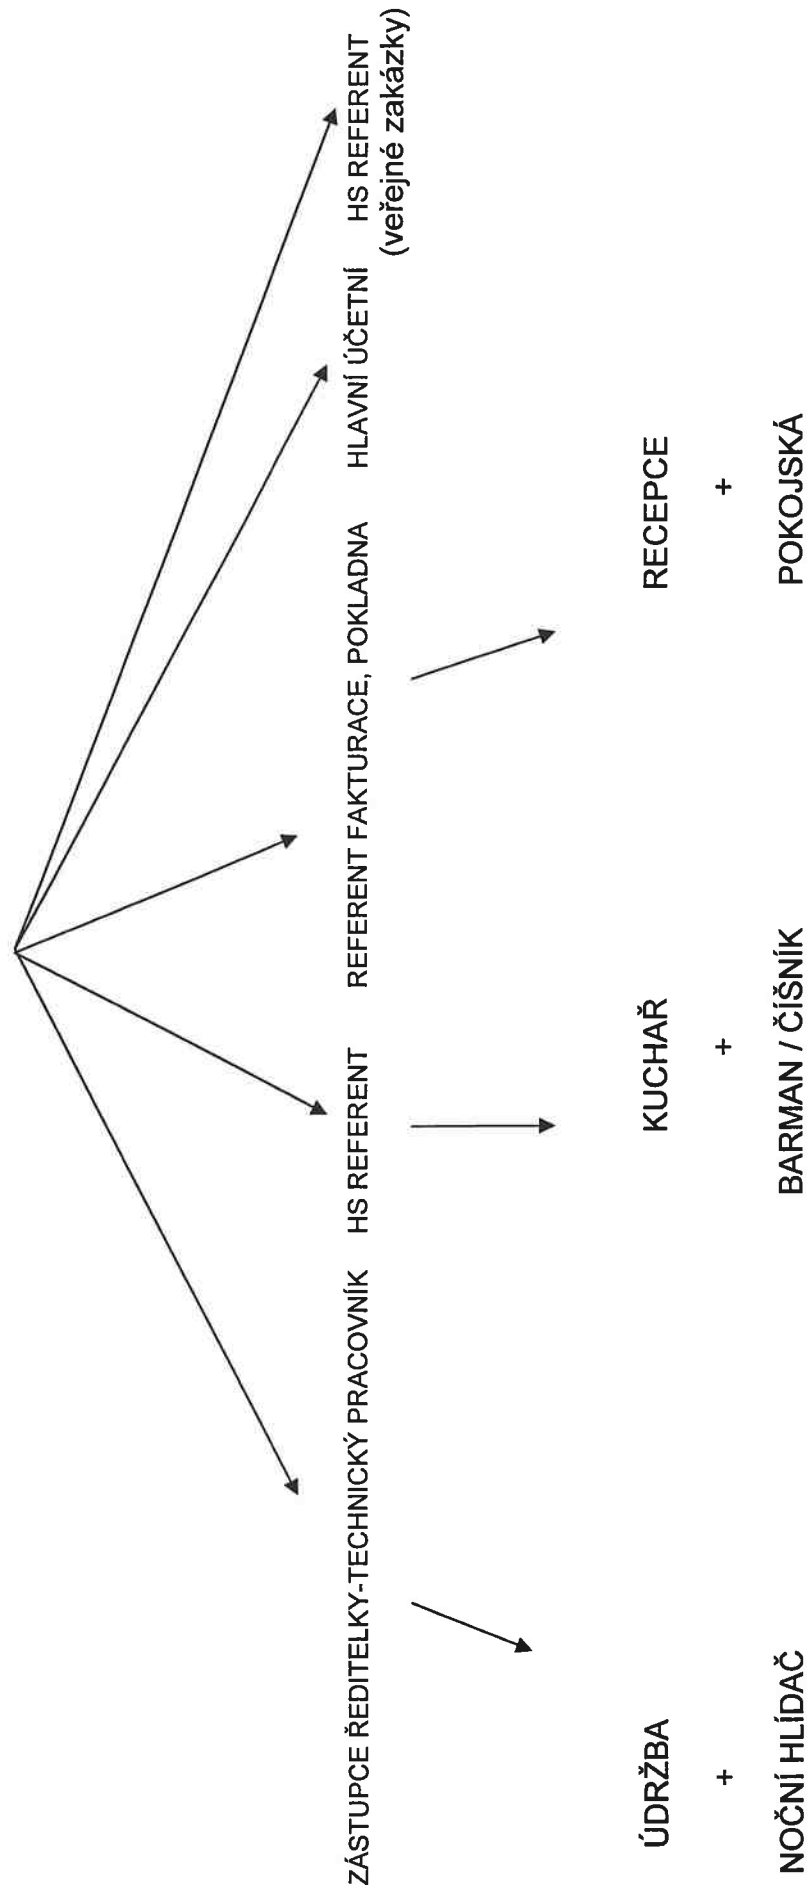 ZÁSTUPCE ŘEDITELKY-TECHNICKÝ PRACOVNÍK
HS REFERENT
REFERENT FAKTURACE, POKLADNA
HLAVNÍ ÚČETNÍ
HS REFERENT
(veřejné zakázky)
ÚDRŽBA
+
NOČNÍ HLÍDAČ
KUCHAŘ
+
BARMAN / ČÍŠNÍK
RECEPCE
+
POKOJSKÁ